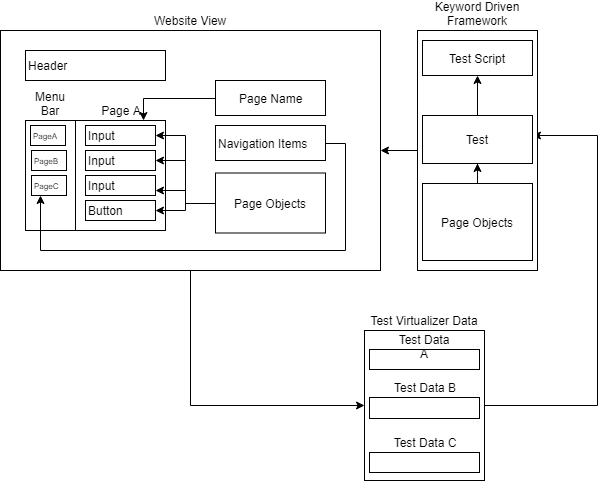 Website View
Header
Menu
Bar
Page A
PageA
PageB
PageC
Input
Input
Input
Button
Page Name
Navigation Items
Page Objects
Keyword Driven
Framework
Test Script
Test
Page Objects
Test Virtualizer Data
Test Data
A
Test Data B
Test Data C